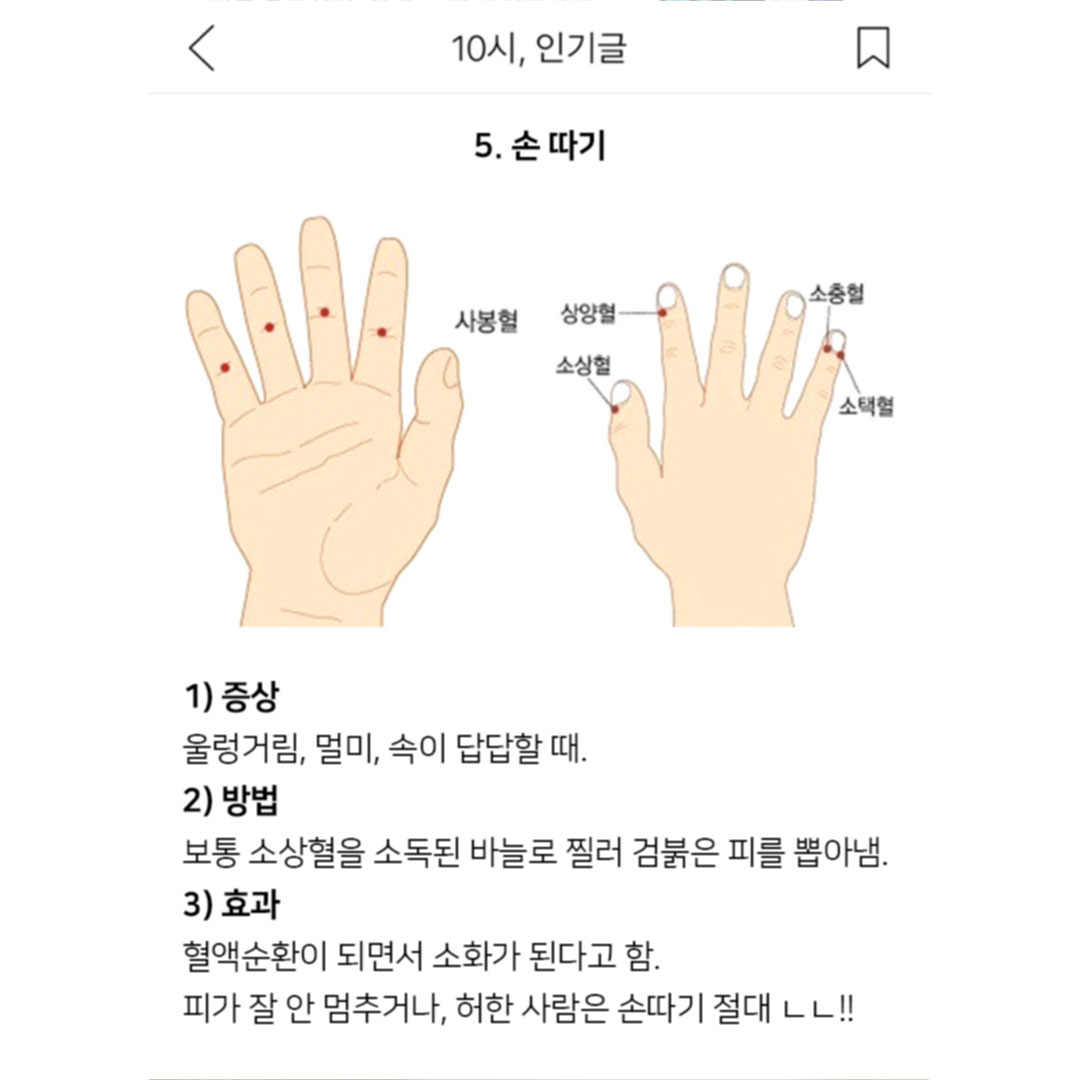 10시, 인기글
5. 손 따기
사봉혈
상양혈
소충혈
소상혈
소택혈
1) 증상
울렁거림, 멀미, 속이 답답할 때.
2) 방법
보통 소상혈을 소독된 바늘로 찔러 검붉은 피를 뽑아냄.
3) 효과
혈액순환이 되면서 소화가 된다고 함.
피가 잘 안 멈추거나, 허한 사람은 손따기 절대 ㄴㄴ!!